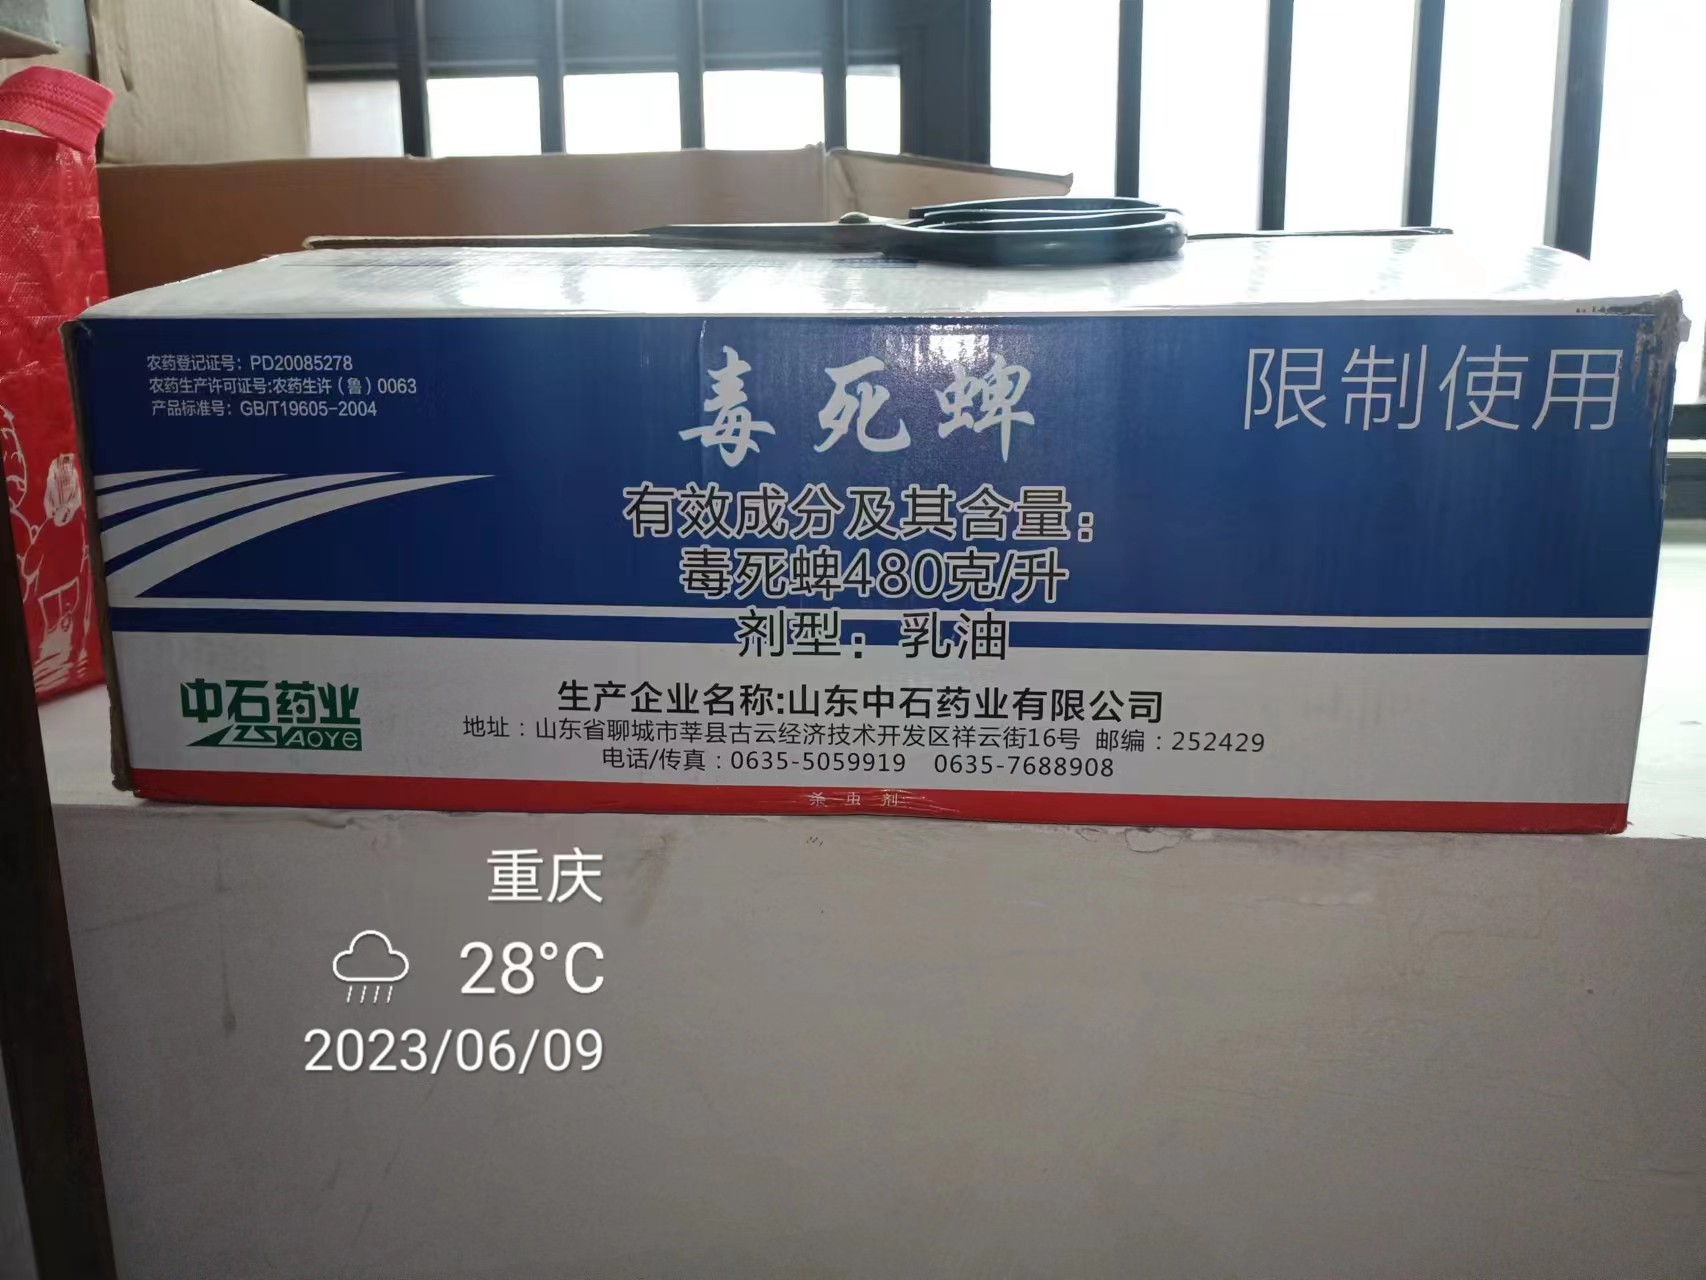 农药登记证号：PD20085278
农药生产许可证号:农药生许（鲁）0063
产品标准号：GB/T19605-2004
毒死蜱
限制使用
有效成分及其含量：
毒死蜱480克/升
剂型：乳油
中石药业
YAOYE
生产企业名称:山东中石药业有限公司
地址：山东省聊城市莘县古云经济技术开发区祥云街16号 邮编：252429
电话/传真：0635-5059919 0635-7688908
杀虫剂
重庆
28°C
2023/06/09